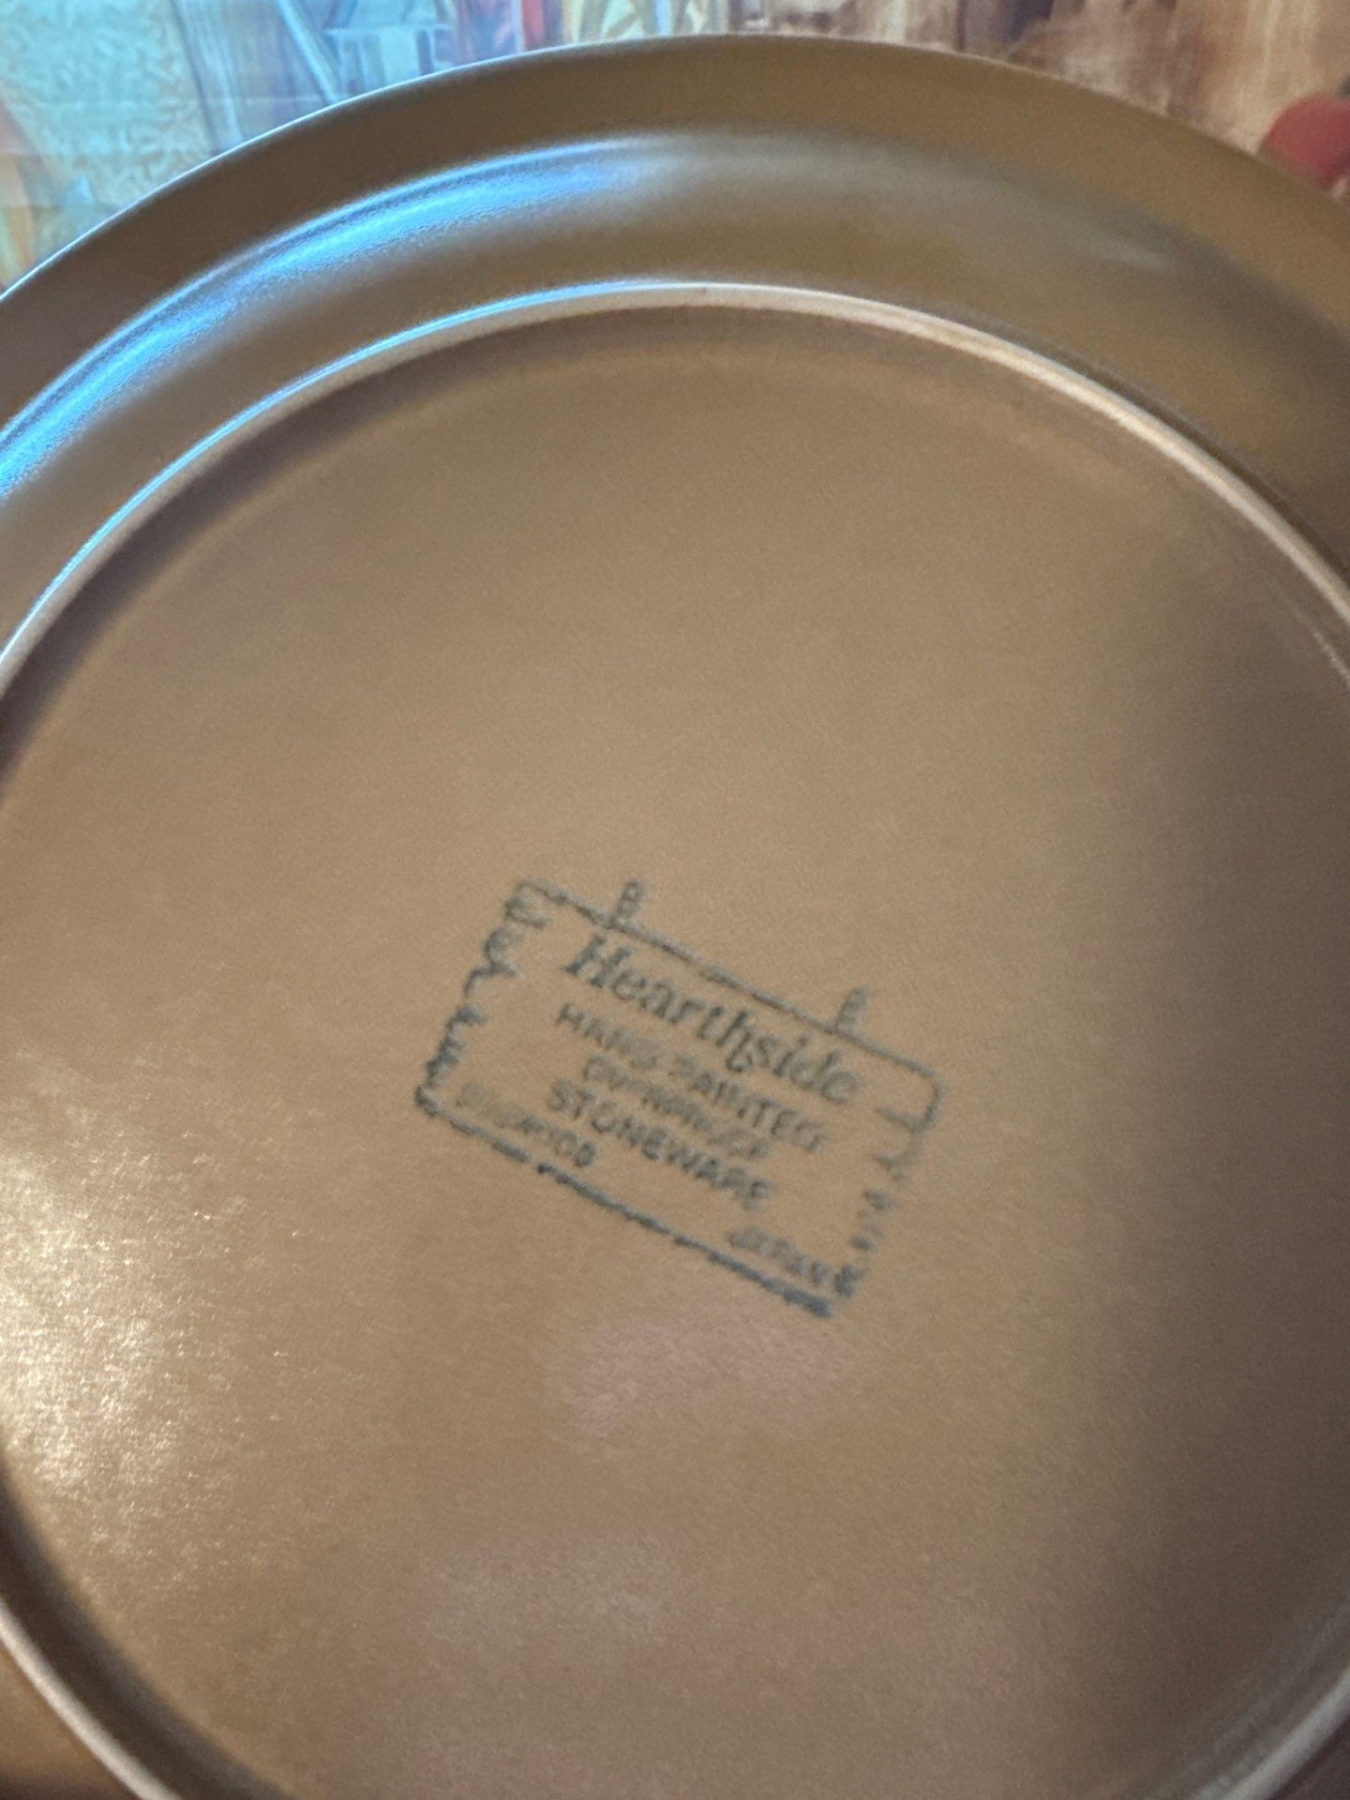 Hearthside
HAND PAINTED
OVENPROOF
STONEWARE
JAPAN